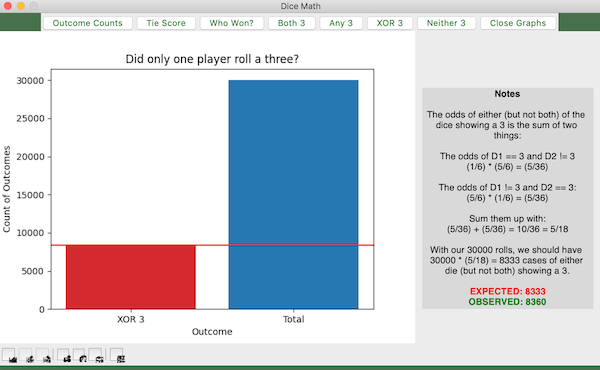 Dice Math
Outcome Counts
Tie Score
Who Won?
Both 3
Any 3
XOR 3
Neither 3
Close Graphs
Did only one player roll a three?
30000
25000
20000
15000
10000
5000
0
Count of Outcomes
XOR 3
Total
Outcome
Notes
The odds of either (but not both) of the
dice showing a 3 is the sum of two
things:
The odds of D1 == 3 and D2 != 3
(1/6) * (5/6) = (5/36)
The odds of D1 != 3 and D2 == 3:
(5/6) * (1/6) = (5/36)
Sum them up with:
(5/36) + (5/36) = 10/36 = 5/18
With our 30000 rolls, we should have
30000 * (5/18) = 8333 cases of either
die (but not both) showing a 3.
EXPECTED: 8333
OBSERVED: 8360